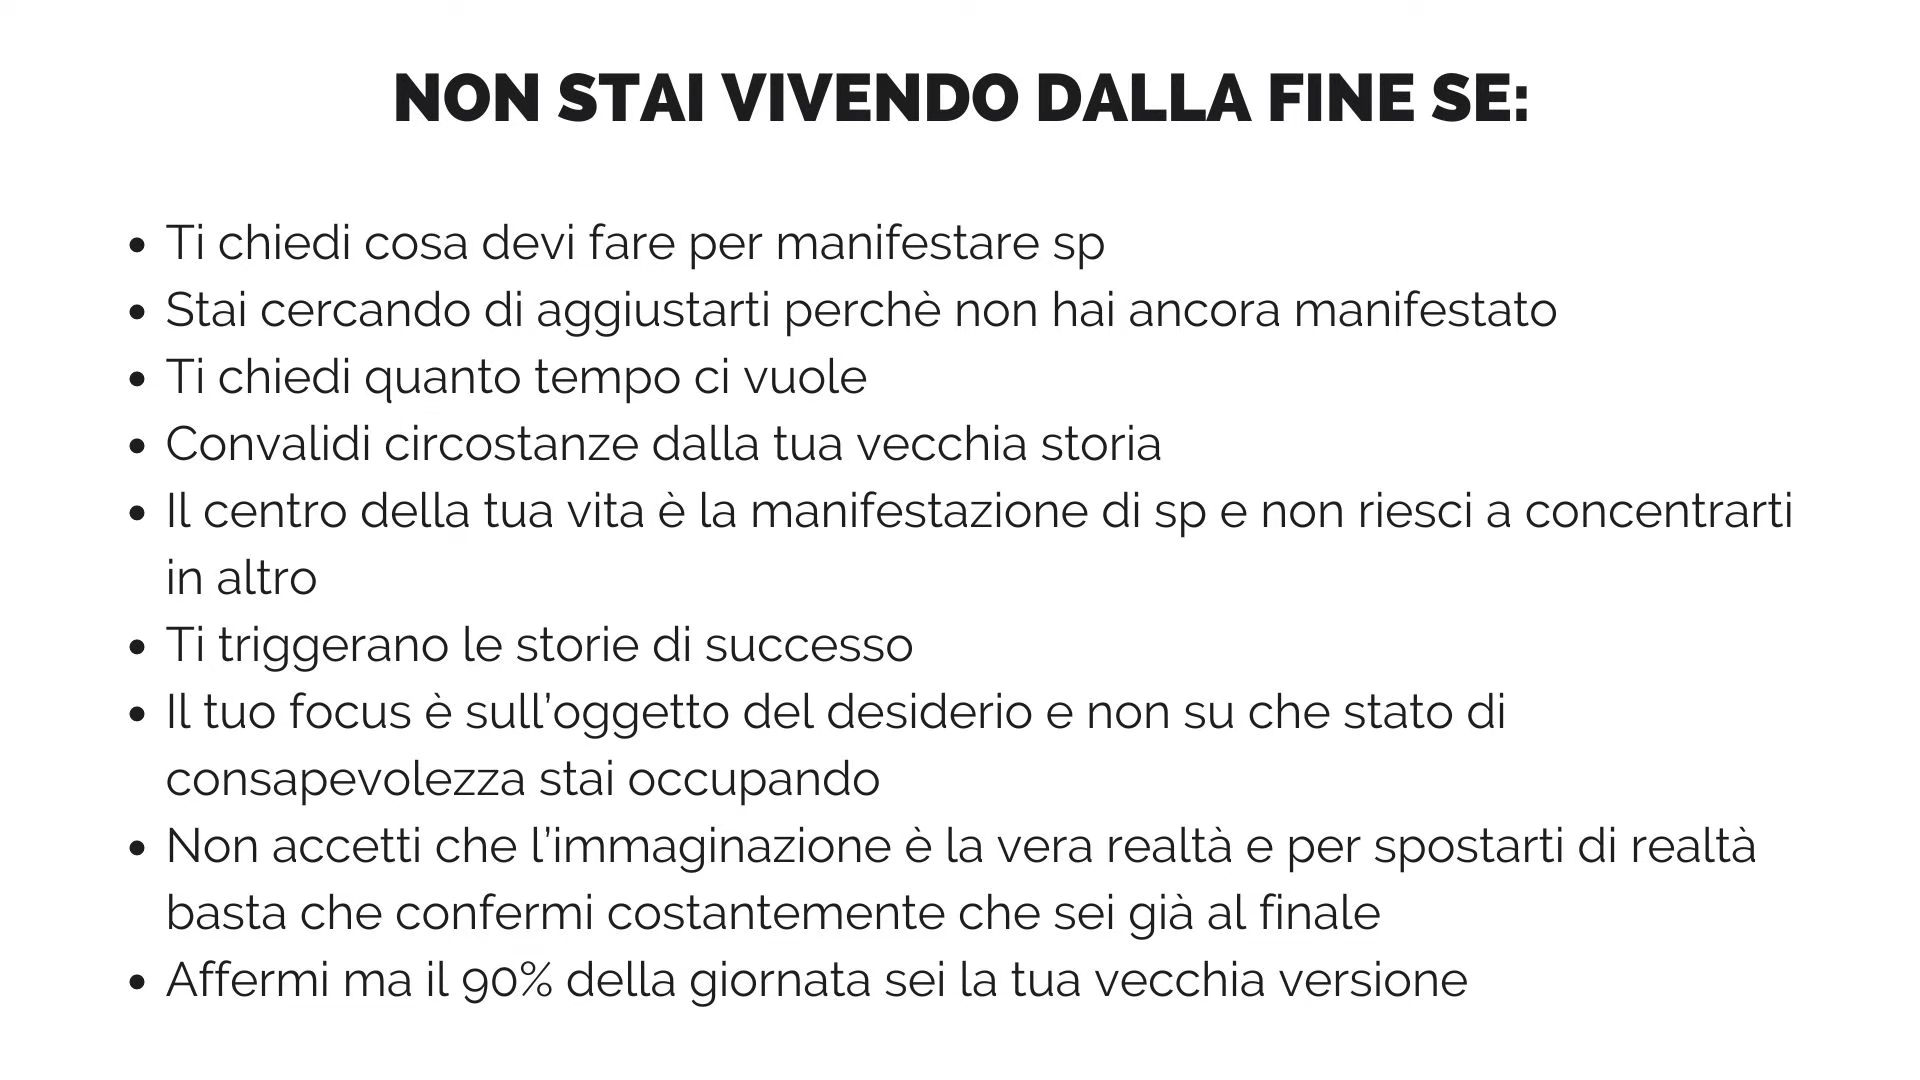 NON STAI VIVENDO DALLA FINE SE:
• Ti chiedi cosa devi fare per manifestare sp
• Stai cercando di aggiustarti perchè non hai ancora manifestato
• Ti chiedi quanto tempo ci vuole
• Convalidi circostanze dalla tua vecchia storia
• Il centro della tua vita è la manifestazione di sp e non riesci a concentrarti
in altro
• Ti triggerano le storie di successo
• Il tuo focus è sull'oggetto del desiderio e non su che stato di
consapevolezza stai occupando
• Non accetti che l'immaginazione è la vera realtà e per spostarti di realtà
basta che confermi costantemente che sei già al finale
• Affermi ma il 90% della giornata sei la tua vecchia versione